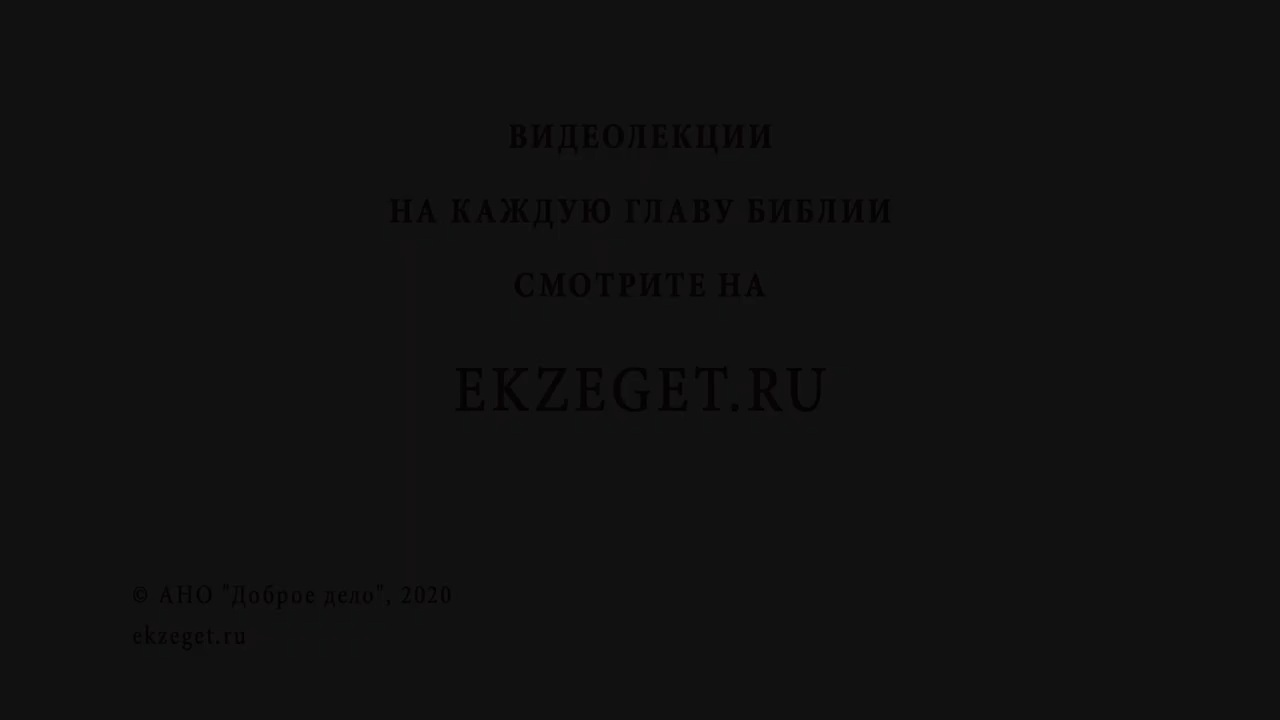 ВИДЕОЛЕКЦИИ
НА КАЖДУЮ ГЛАВУ БИБЛИИ
СМОТРИТЕ НА
EKZEGET.RU
© АНО "Доброе дело", 2020
ekzeget.ru